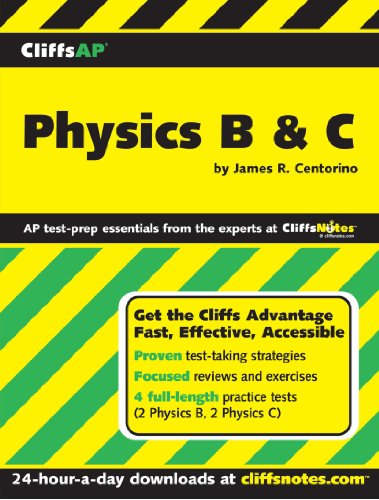 CliffsAP®
Physics B & C
by James R. Centorino
AP test-prep essentials from the experts at CliffsNotes™
@ cliffsnotes.com
Get the Cliffs Advantage
Fast, Effective, Accessible
Proven test-taking strategies
Focused reviews and exercises
4 full-length practice tests
(2 Physics B, 2 Physics C)
24-hour-a-day downloads at cliffsnotes.com™